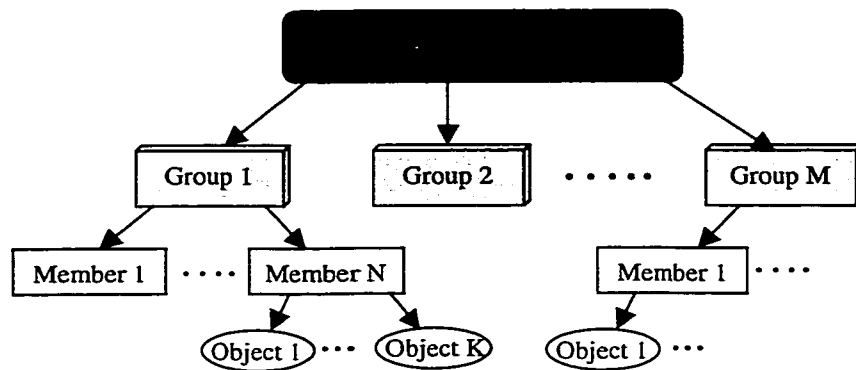 Group 1
Group 2
.....
Group M
Member 1
....
Member N
Member 1
....
Object 1
...
Object K
Object 1
...